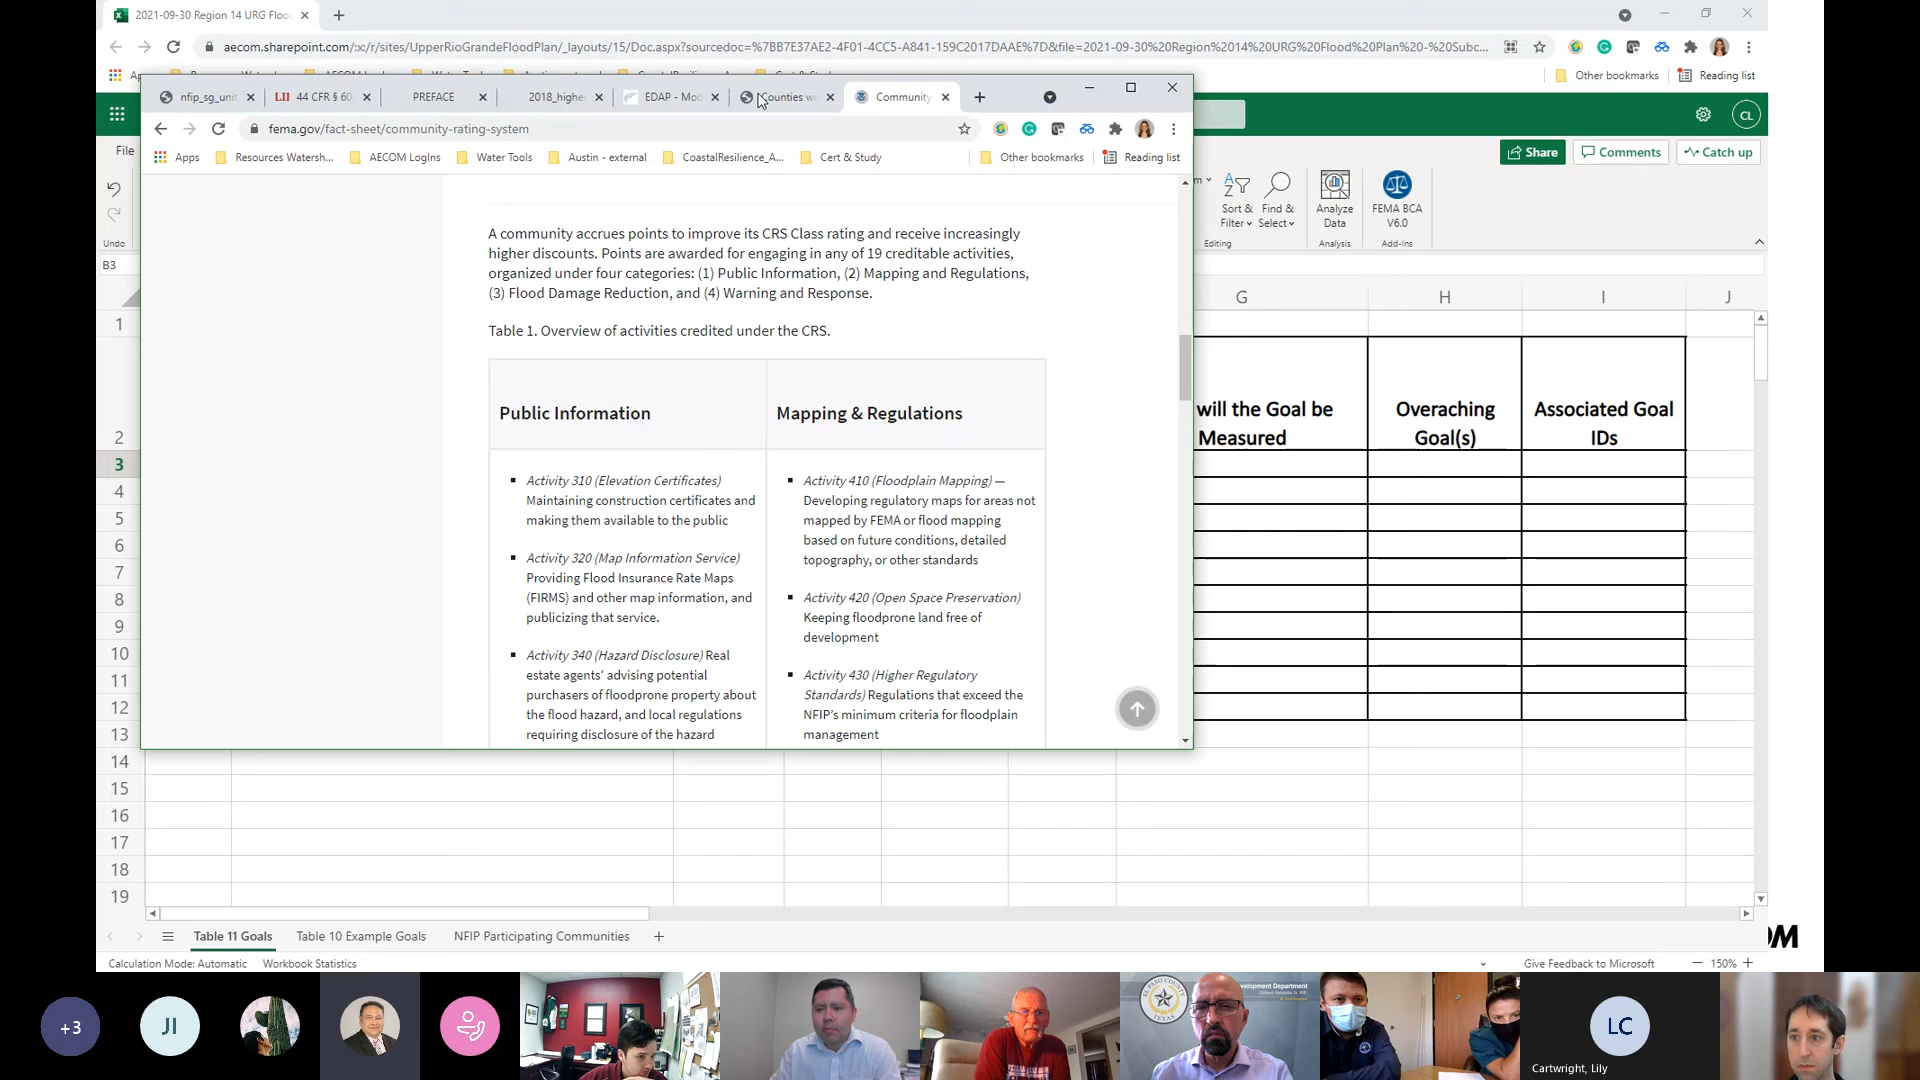 2021-09-30 Region 14 URG Flood
aecom.sharepoint.com/:x:/r/sites/UpperRioGrandeFloodPlan/_layouts/15/Doc.aspx?sourcedoc=%7BB7E37AE2-4F01-4CC5-A841-159C2017DAAE%7D&file=2021-09-30%20Region%2014%20URG%20Flood%20Plan%20-%20Subc...
Other bookmarks
Reading list
nfip_sg_unit
LII 44 CFR § 60.
PREFACE
2018_highe
EDAP - Mod
Counties wi
Community
fema.gov/fact-sheet/community-rating-system
Apps
Resources Watersh...
AECOM LogIns
Water Tools
Austin - external
CoastalResilience_A...
Cert & Study
Other bookmarks
Reading list
CL
File
Share
Comments
Catch up
Undo
Sort & Filter
Find & Select
Editing
Analyze Data
Analysis
FEMA BCA V6.0
Add-Ins
B3
A community accrues points to improve its CRS Class rating and receive increasingly
higher discounts. Points are awarded for engaging in any of 19 creditable activities,
organized under four categories: (1) Public Information, (2) Mapping and Regulations,
(3) Flood Damage Reduction, and (4) Warning and Response.
Table 1. Overview of activities credited under the CRS.
Public Information
Activity 310 (Elevation Certificates)
Maintaining construction certificates and
making them available to the public
Activity 320 (Map Information Service)
Providing Flood Insurance Rate Maps
(FIRMS) and other map information, and
publicizing that service.
Activity 340 (Hazard Disclosure) Real
estate agents' advising potential
purchasers of floodprone property about
the flood hazard, and local regulations
requiring disclosure of the hazard
Mapping & Regulations
Activity 410 (Floodplain Mapping) —
Developing regulatory maps for areas not
mapped by FEMA or flood mapping
based on future conditions, detailed
topography, or other standards
Activity 420 (Open Space Preservation)
Keeping floodprone land free of
development
Activity 430 (Higher Regulatory
Standards) Regulations that exceed the
NFIP's minimum criteria for floodplain
management
G
H
I
J
will the Goal be
Measured
Overaching
Goal(s)
Associated Goal
IDs
1
2
3
4
5
6
7
8
9
10
11
12
13
14
15
16
17
18
19
Table 11 Goals
Table 10 Example Goals
NFIP Participating Communities
Calculation Mode: Automatic
Workbook Statistics
Give Feedback to Microsoft
150%
OM
+3
JI
EL PASO COUNTY
TEXAS
velopment Department
LC
Cartwright, Lily